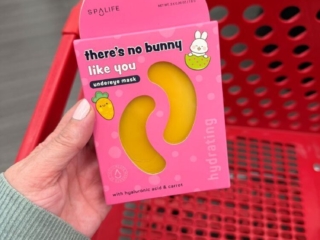 SPALIFE
there's no bunny
like you
undereye mask
hydrating
with hyaluronic acid & carrot